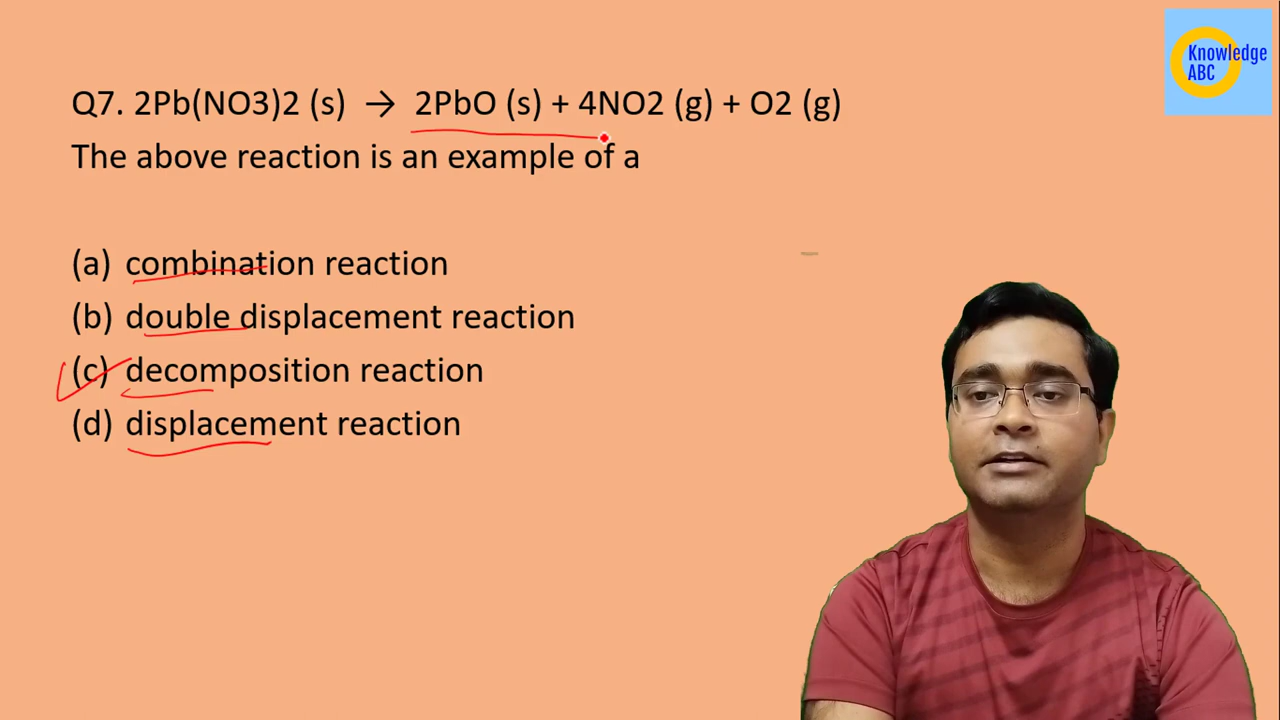 Knowledge
ABC
Q7. 2Pb(NO3)2 (s) → 2PbO (s) + 4NO2 (g) + O2 (g)
The above reaction is an example of a
(a) combination reaction
(b) double displacement reaction
(c) decomposition reaction
(d) displacement reaction